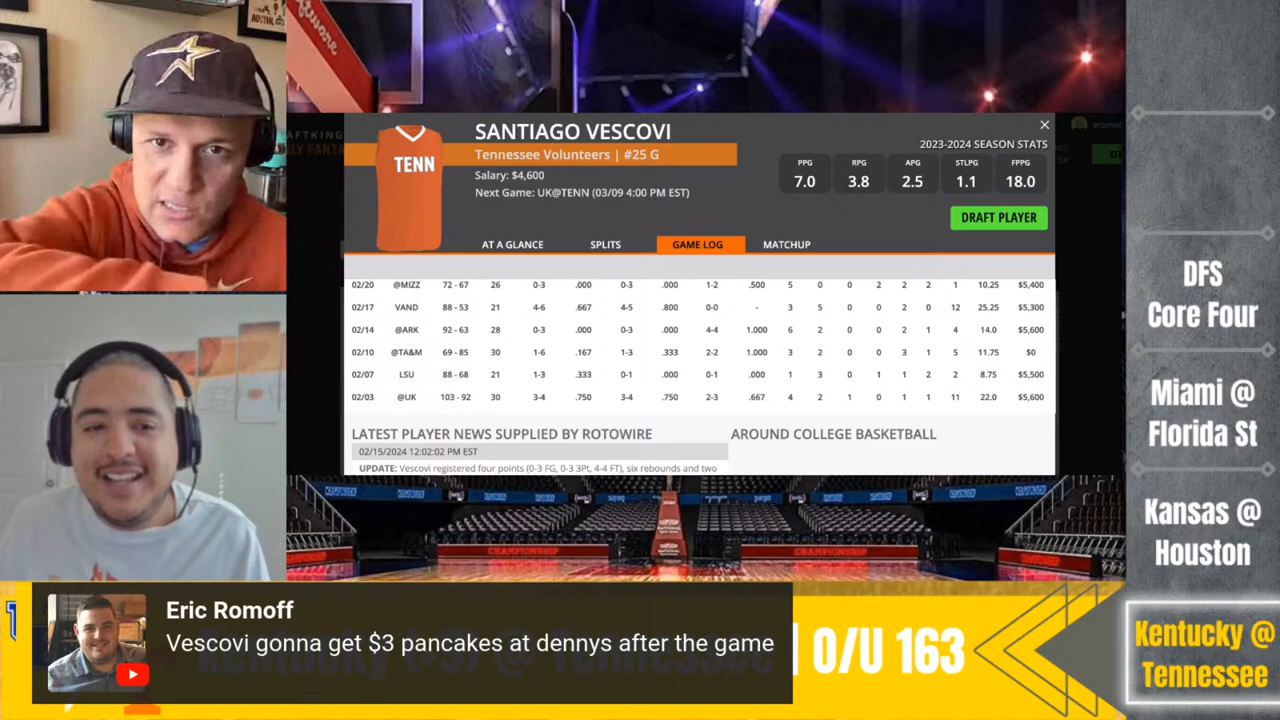 AUSTIN,
software
AFTKING
SANTIAGO VESCOVI
Tennessee Volunteers | #25 G
Salary: $4,600
Next Game: UK@TENN (03/09 4:00 PM EST)
TENN
2023-2024 SEASON STATS
PPG RPG APG STLPG FPPG
7.0 3.8 2.5 1.1 18.0
DRAFT PLAYER
AT A GLANCE SPLITS GAME LOG MATCHUP
02/20 @MIZZ 72 - 67 26 0-3 .000 0-3 .000 1-2 .500 5 0 0 2 2 2 1 10.25 $5,400
02/17 VAND 88 - 53 21 4-6 .667 4-5 .800 0-0 - 3 5 0 0 2 0 12 25.25 $5,300
02/14 @ARK 92 - 63 28 0-3 .000 0-3 .000 4-4 1.000 6 2 0 0 2 1 4 14.0 $5,600
02/10 @TA&M 69 - 85 30 1-6 .167 1-3 .333 2-2 1.000 3 2 0 0 3 1 5 11.75 $0
02/07 LSU 88 - 68 21 1-3 .333 0-1 .000 0-1 .000 1 3 0 1 1 2 2 8.75 $5,500
02/03 @UK 103 - 92 30 3-4 .750 3-4 .750 2-3 .667 4 2 1 0 1 1 11 22.0 $5,600
LATEST PLAYER NEWS SUPPLIED BY ROTOWIRE
02/15/2024 12:02:02 PM EST
UPDATE: Vescovi registered four points (0-3 FG, 0-3 3Pt, 4-4 FT), six rebounds and two
AROUND COLLEGE BASKETBALL
CHAMPIONSHIP
CHAMPIONSHIP
DFS
Core Four
Miami @
Florida St
Kansas @
Houston
Kentucky @
Tennessee
Eric Romoff
Vescovi gonna get $3 pancakes at dennys after the game
| O/U 163